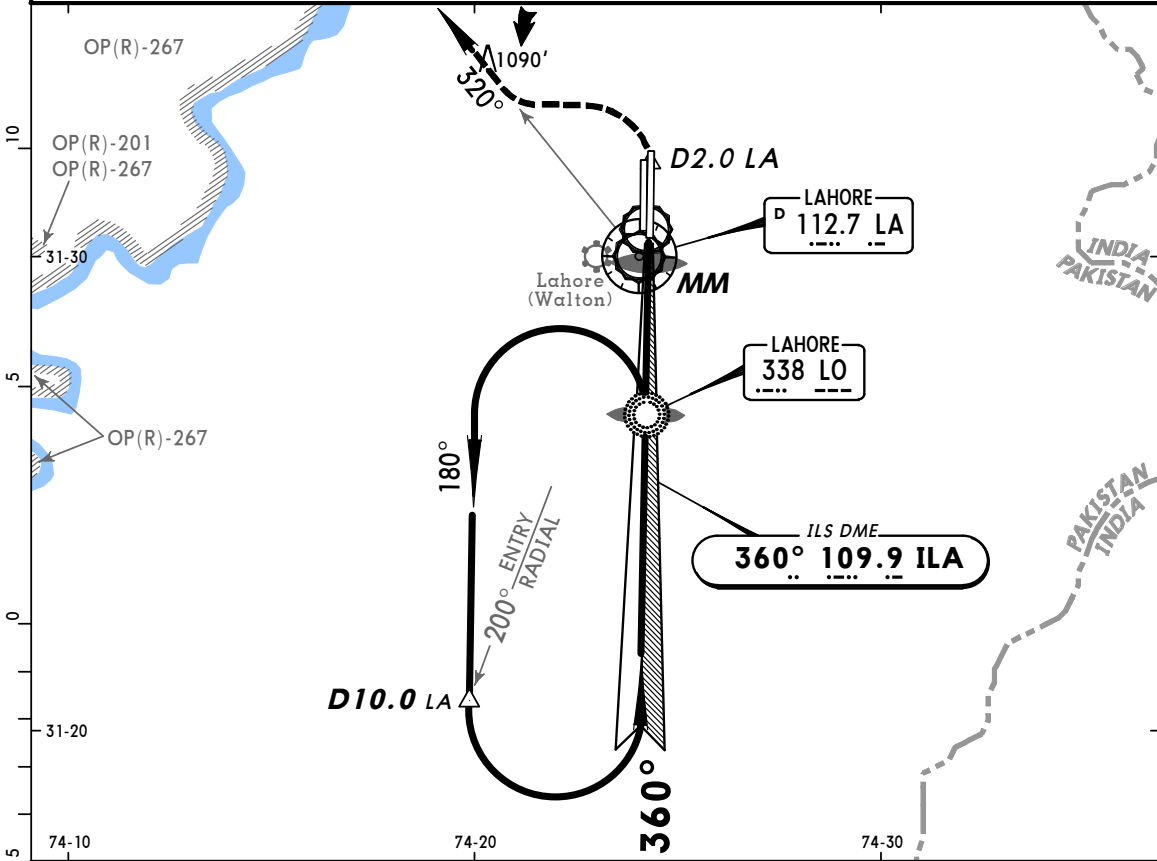 OP(R)-267
1090'
320°
10
OP(R)-201
OP(R)-267
D2.0 LA
LAHORE
D 112.7 LA
31-30
Lahore
(Walton)
MM
INDIA
PAKISTAN
LAHORE
338 LO
5
OP(R)-267
180°
200° ENTRY
RADIAL
PAKISTAN
INDIA
ILS DME
360° 109.9 ILA
0
D10.0 LA
31-20
360°
5
74-10
74-20
74-30